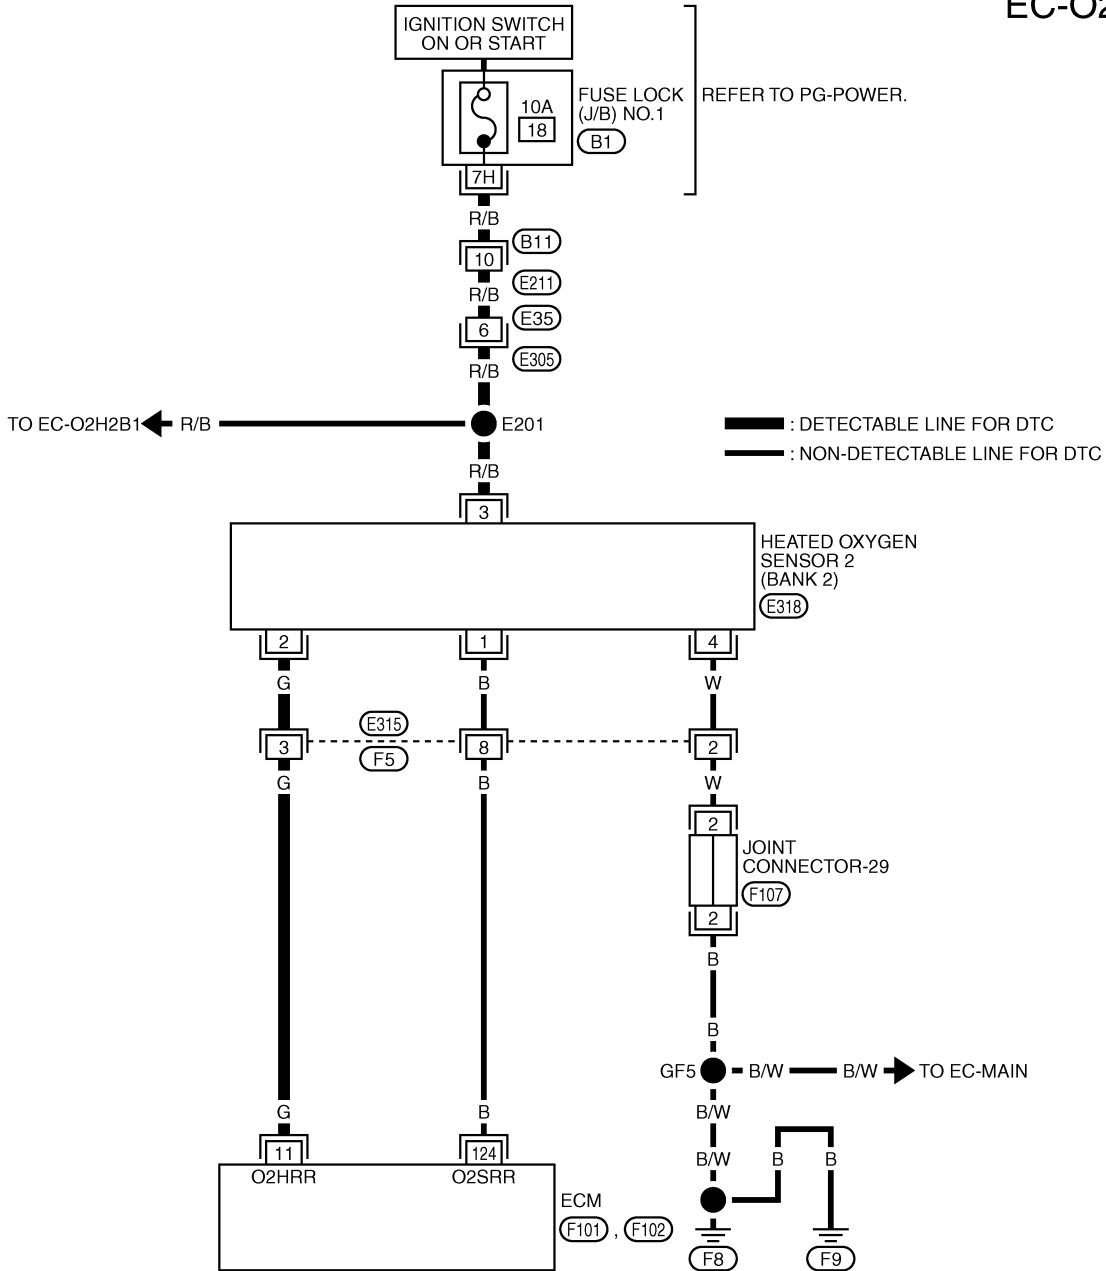 EC-O2
IGNITION SWITCH
ON OR START
FUSE LOCK
(J/B) NO.1
REFER TO PG-POWER.
10A
18
B1
7H
R/B
B11
10
E211
R/B
E35
6
E305
R/B
TO EC-O2H2B1
R/B
E201
: DETECTABLE LINE FOR DTC
: NON-DETECTABLE LINE FOR DTC
R/B
3
HEATED OXYGEN
SENSOR 2
(BANK 2)
E318
2
1
4
G
B
W
E315
3
8
2
F5
G
B
W
2
JOINT
CONNECTOR-29
F107
2
B
B
GF5
B/W
B/W
TO EC-MAIN
G
B
B/W
11
124
B/W
B
B
O2HRR
O2SRR
ECM
F101 , F102
F8
F9